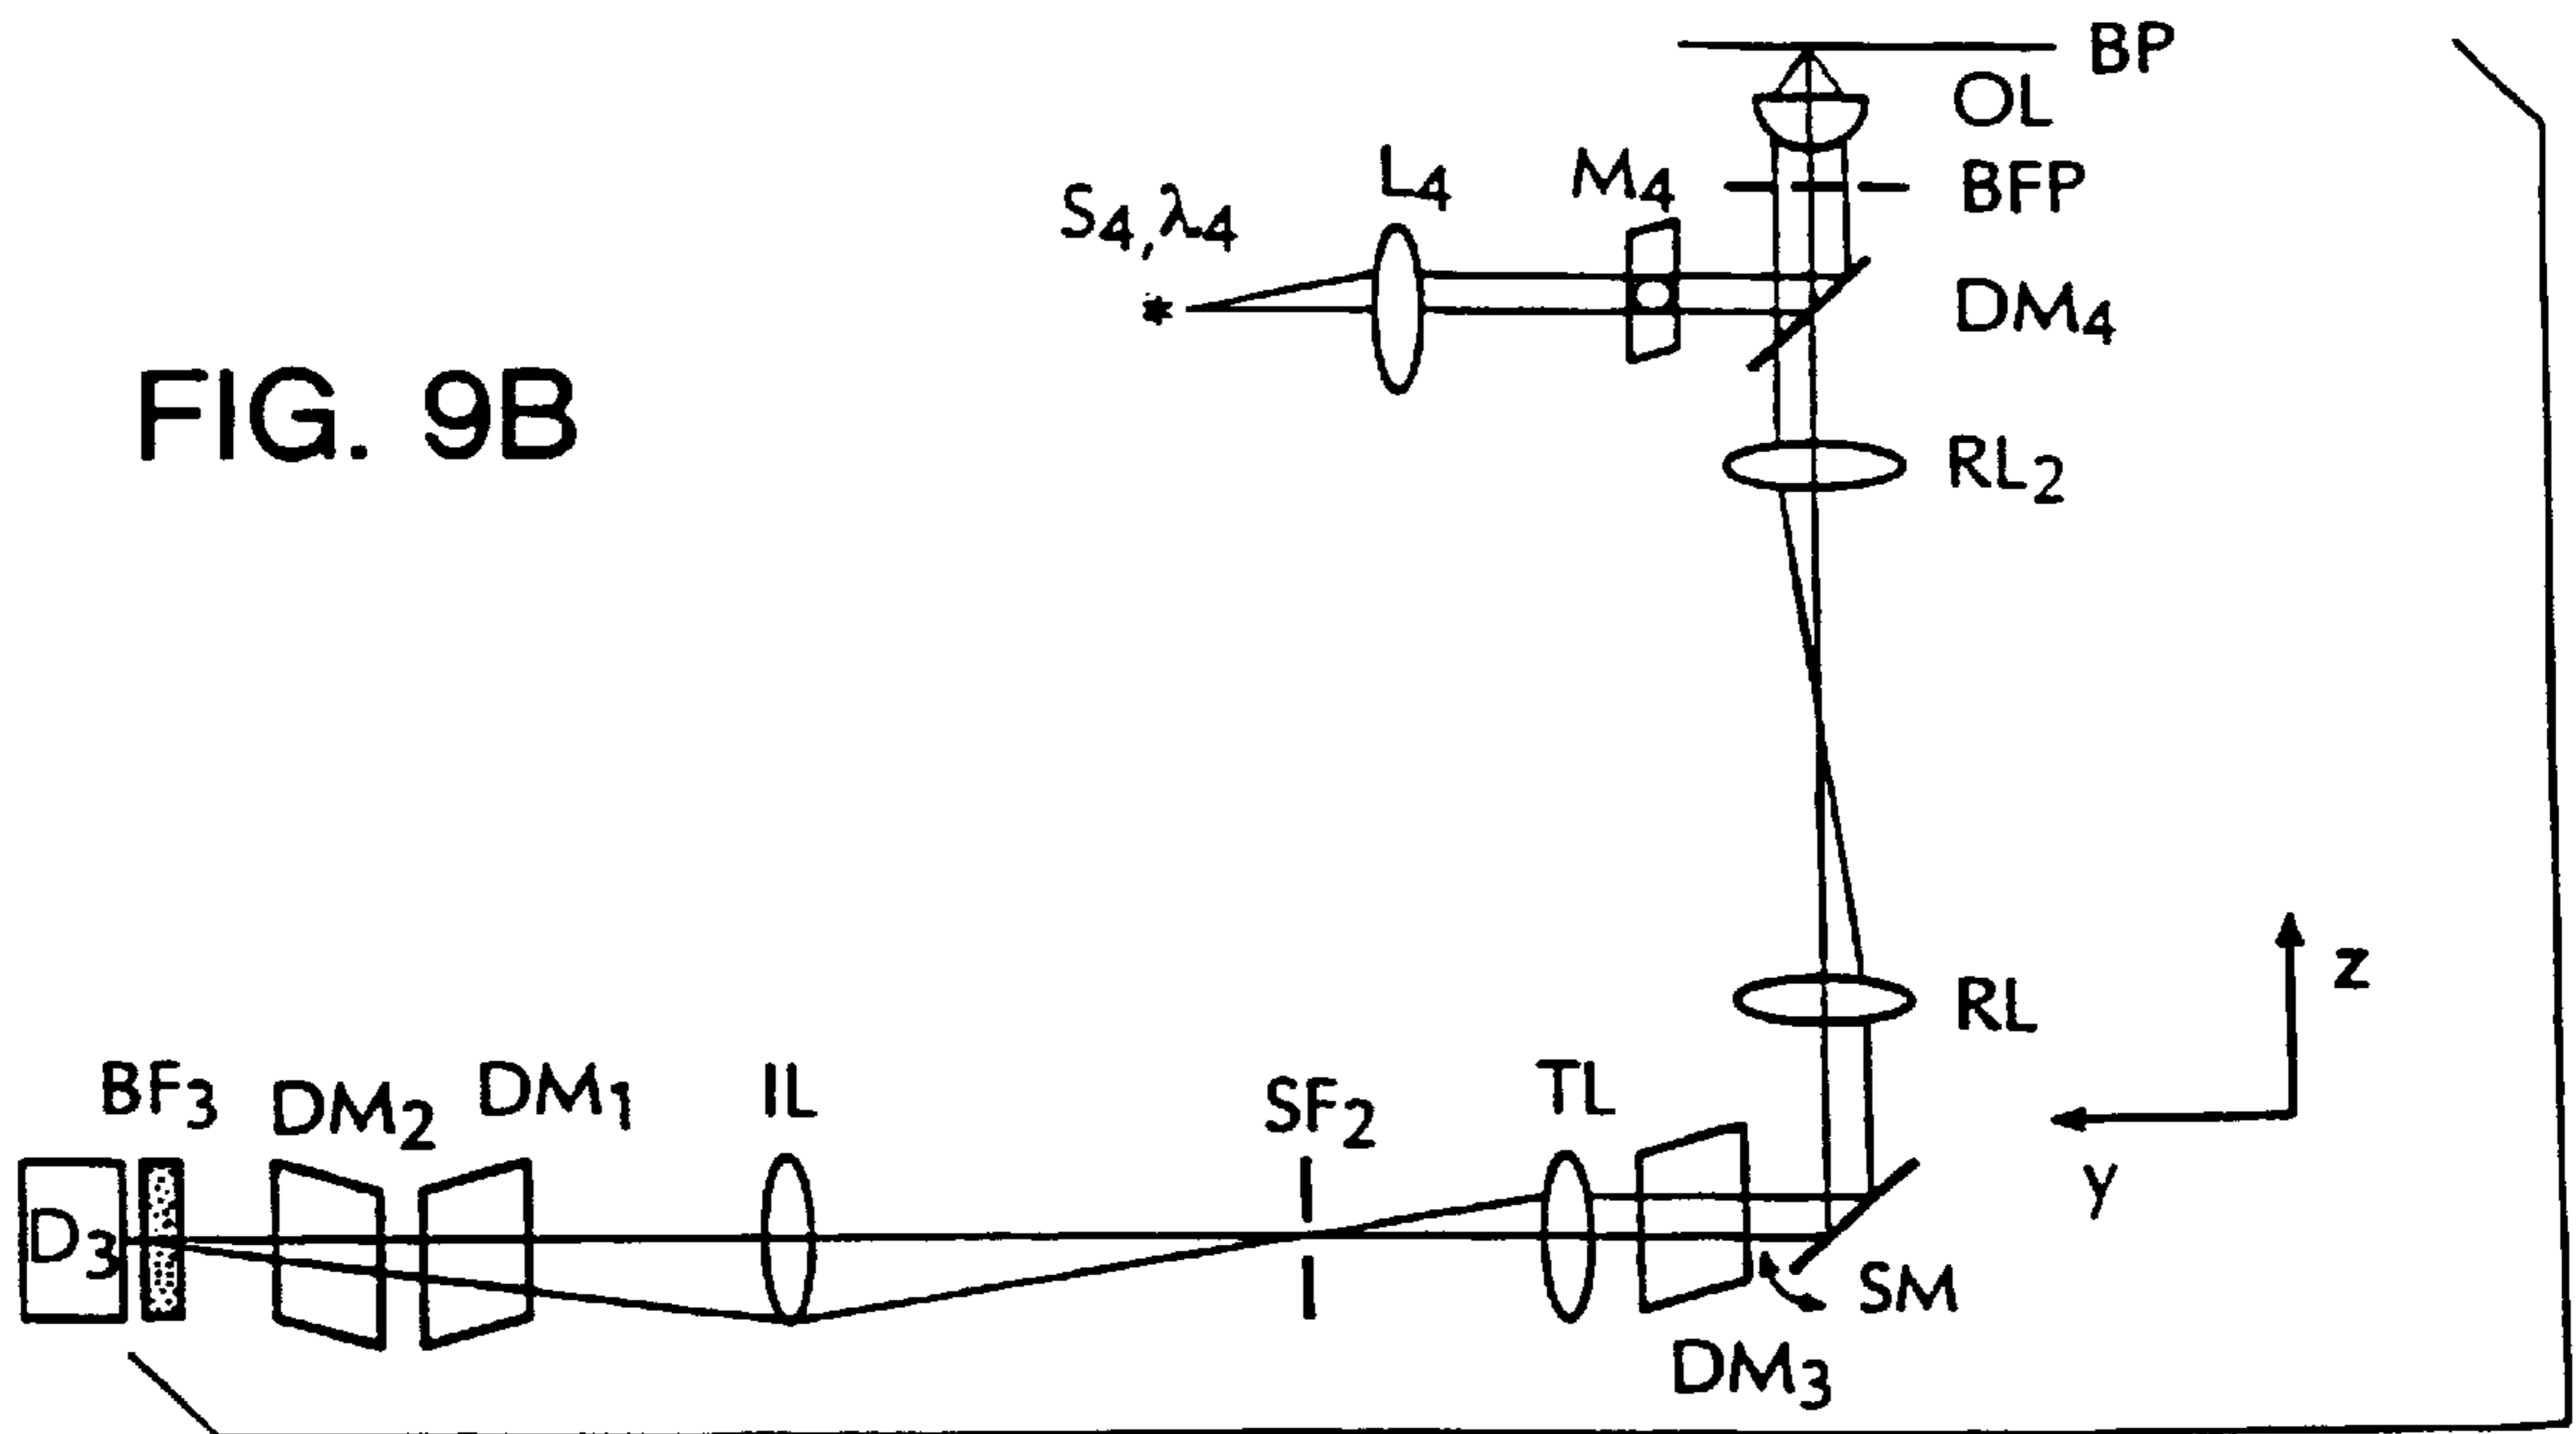 BP
OL
BFP
L4
M4
S4, λ4
*
DM4
FIG. 9B
RL2
z
RL
BF3
DM2
DM1
IL
SF2
TL
y
D3
SM
DM3